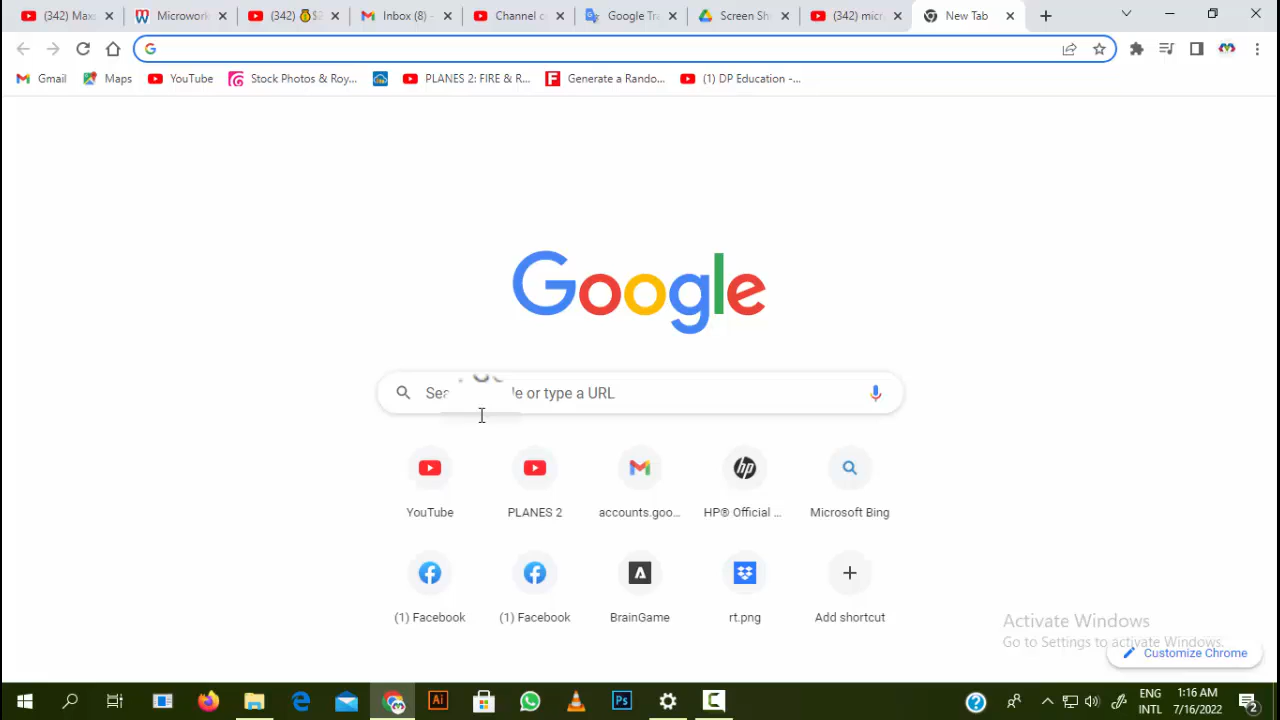 (342) Max
Microwork
(342) 💰$2
Inbox (8) -
Channel c
Google Tr
Screen Sh
(342) micr
New Tab
Gmail
Maps
YouTube
Stock Photos & Roy...
PLANES 2: FIRE & R...
Generate a Rando...
(1) DP Education -...
Google
Sea le or type a URL
YouTube
PLANES 2
accounts.goo...
HP® Official ...
Microsoft Bing
(1) Facebook
(1) Facebook
BrainGame
rt.png
Add shortcut
Activate Windows
Go to Settings to activate Windows.
Customize Chrome
ENG
INTL
1:16 AM
7/16/2022
2